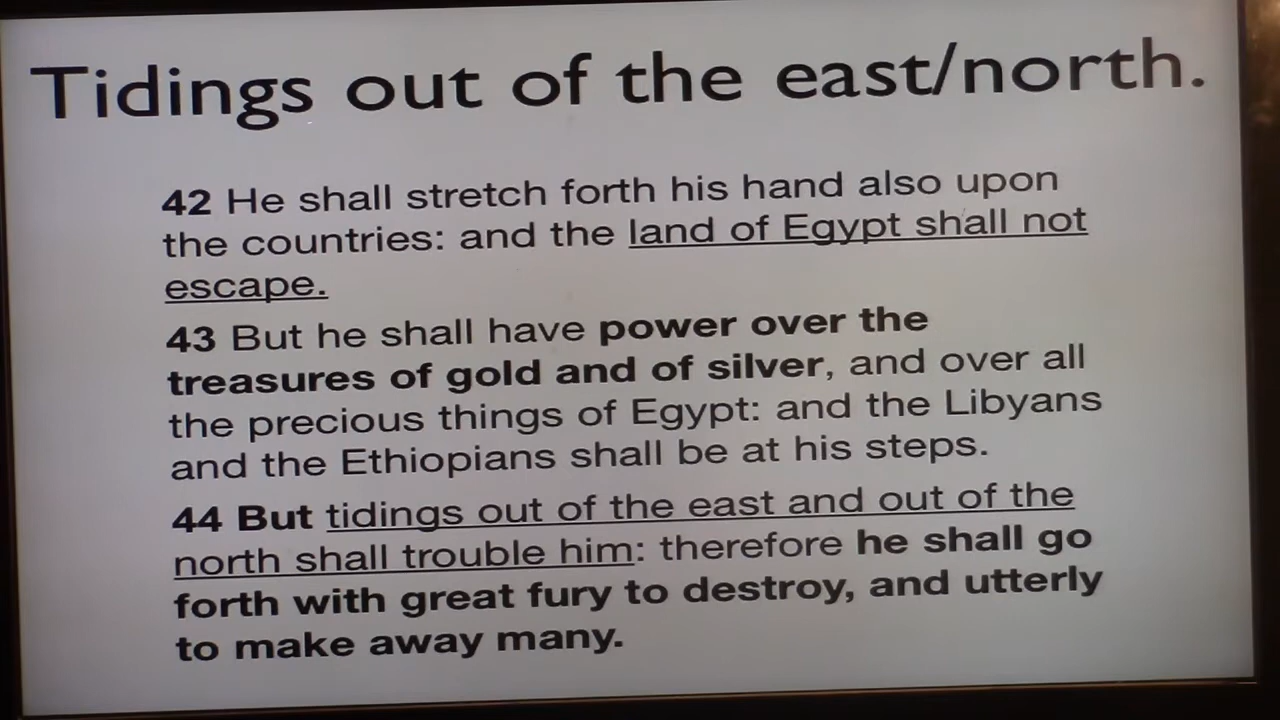 Tidings out of the east/north.
42 He shall stretch forth his hand also upon
the countries: and the land of Egypt shall not
escape.
43 But he shall have power over the
treasures of gold and of silver, and over all
the precious things of Egypt: and the Libyans
and the Ethiopians shall be at his steps.
44 But tidings out of the east and out of the
north shall trouble him: therefore he shall go
forth with great fury to destroy, and utterly
to make away many.